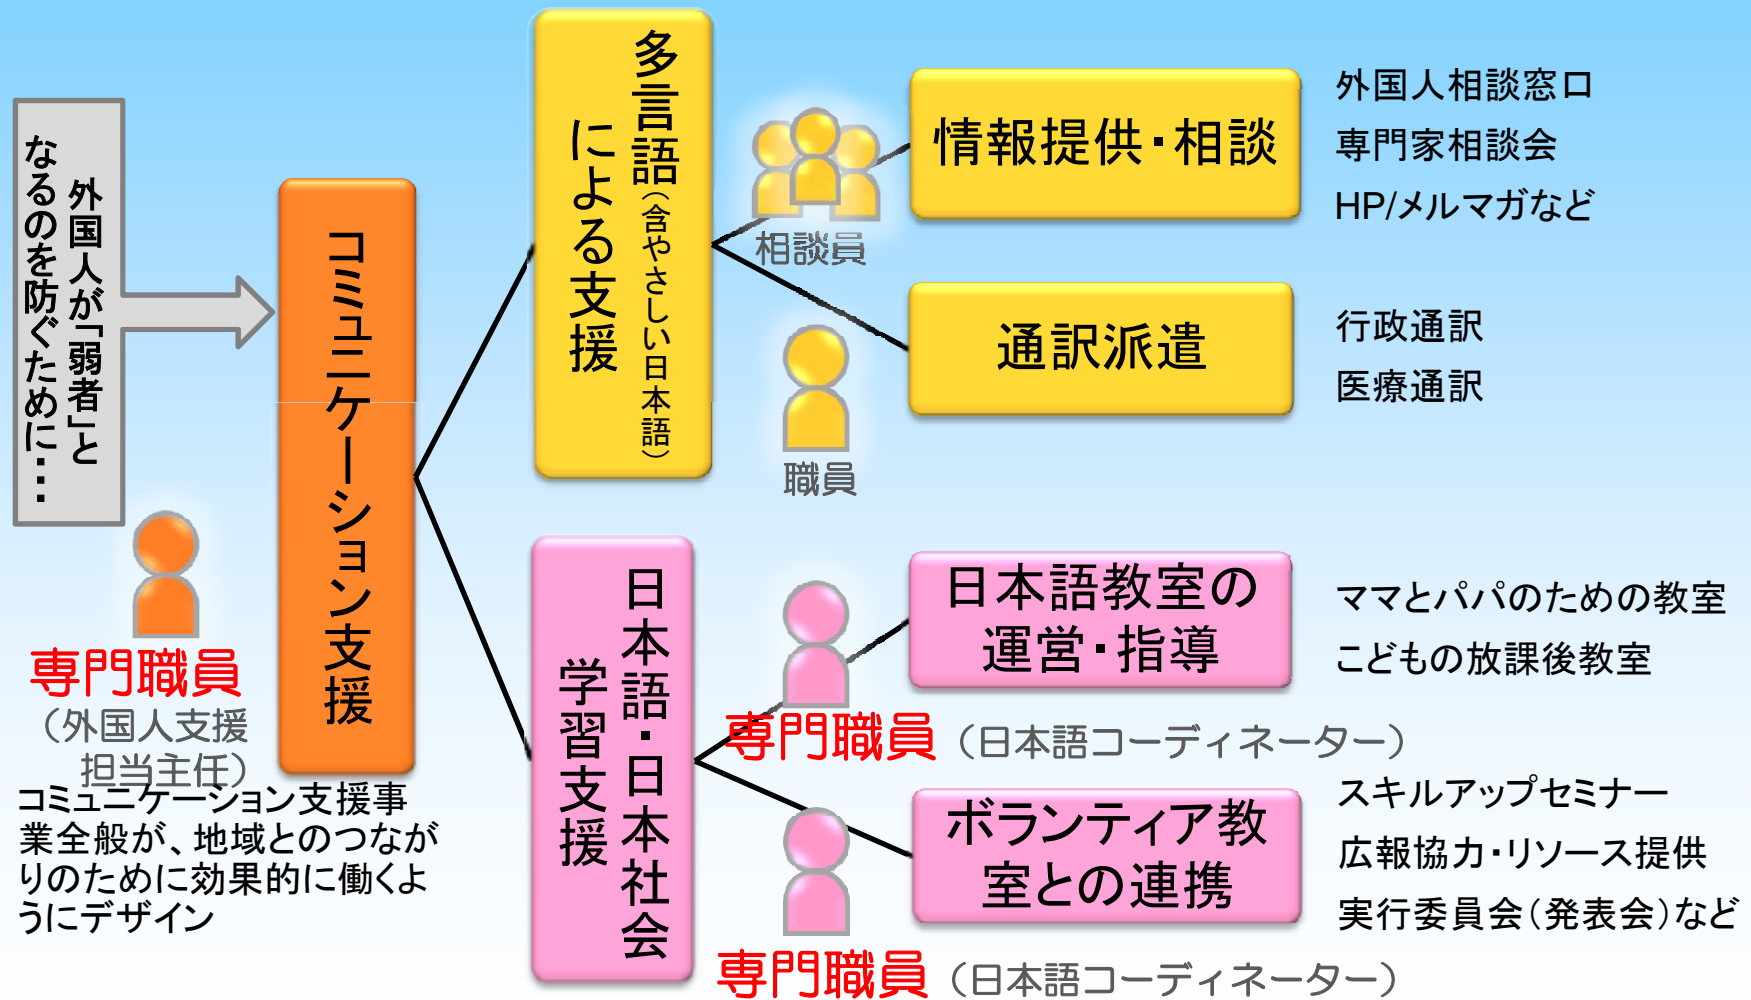 外国人が「弱者」と
なるのを防ぐために・・・・
専門職員
（外国人支援
担当主任）
コミュニケーション支援事
業全般が、地域とのつなが
りのために効果的に働くよ
うにデザイン
コミュニケーション支援
多言語（含やさしい日本語）
による支援
相談員
職員
情報提供・相談
外国人相談窓口
専門家相談会
HP/メルマガなど
通訳派遣
行政通訳
医療通訳
日本語・日本社会
学習支援
専門職員（日本語コーディネーター）
日本語教室の
運営・指導
ママとパパのための教室
こどもの放課後教室
専門職員（日本語コーディネーター）
ボランティア教
室との連携
スキルアップセミナー
広報協力・リソース提供
実行委員会（発表会）など